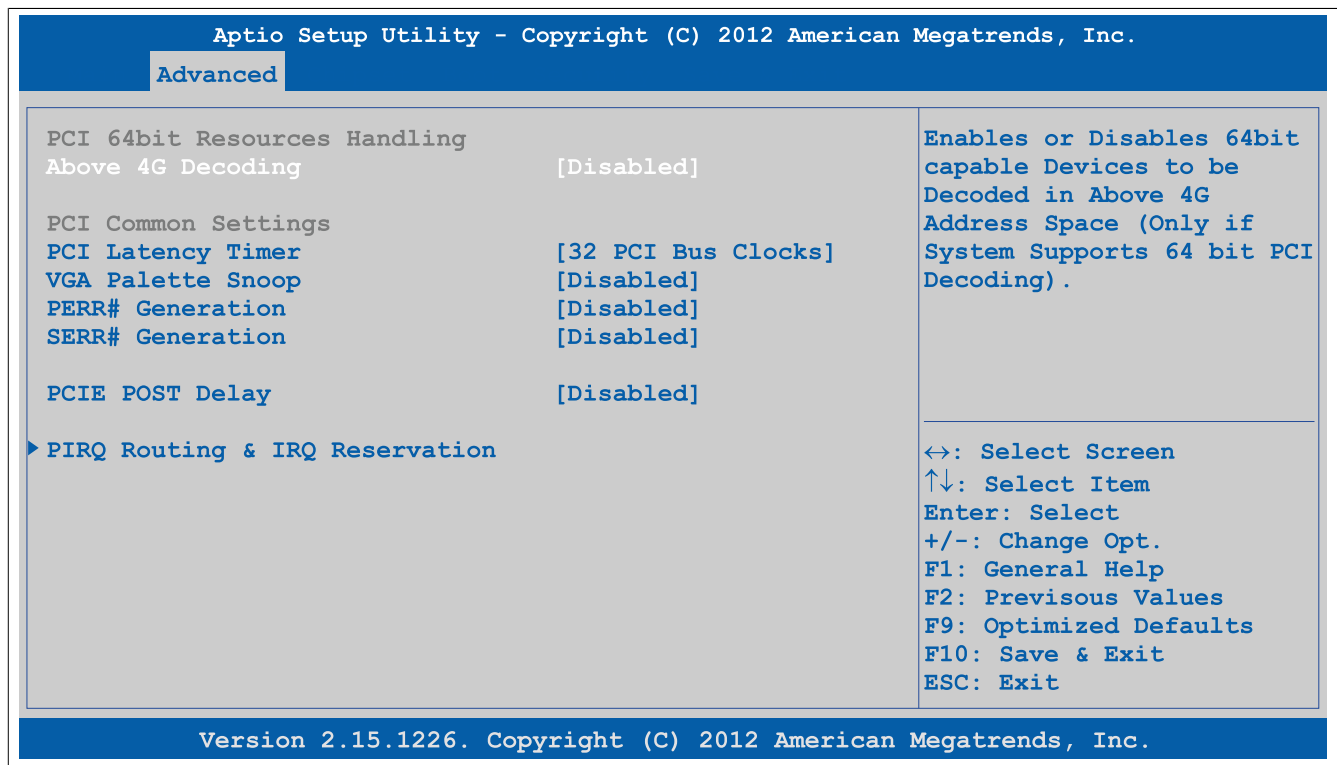 Aptio Setup Utility - Copyright (C) 2012 American Megatrends, Inc.
Advanced
PCI 64bit Resources Handling
Above 4G Decoding [Disabled]
PCI Common Settings
PCI Latency Timer [32 PCI Bus Clocks]
VGA Palette Snoop [Disabled]
PERR# Generation [Disabled]
SERR# Generation [Disabled]
PCIE POST Delay [Disabled]
PIRQ Routing & IRQ Reservation
Enables or Disables 64bit
capable Devices to be
Decoded in Above 4G
Address Space (Only if
System Supports 64 bit PCI
Decoding).
↔: Select Screen
↑↓: Select Item
Enter: Select
+/-: Change Opt.
F1: General Help
F2: Previsous Values
F9: Optimized Defaults
F10: Save & Exit
ESC: Exit
Version 2.15.1226. Copyright (C) 2012 American Megatrends, Inc.